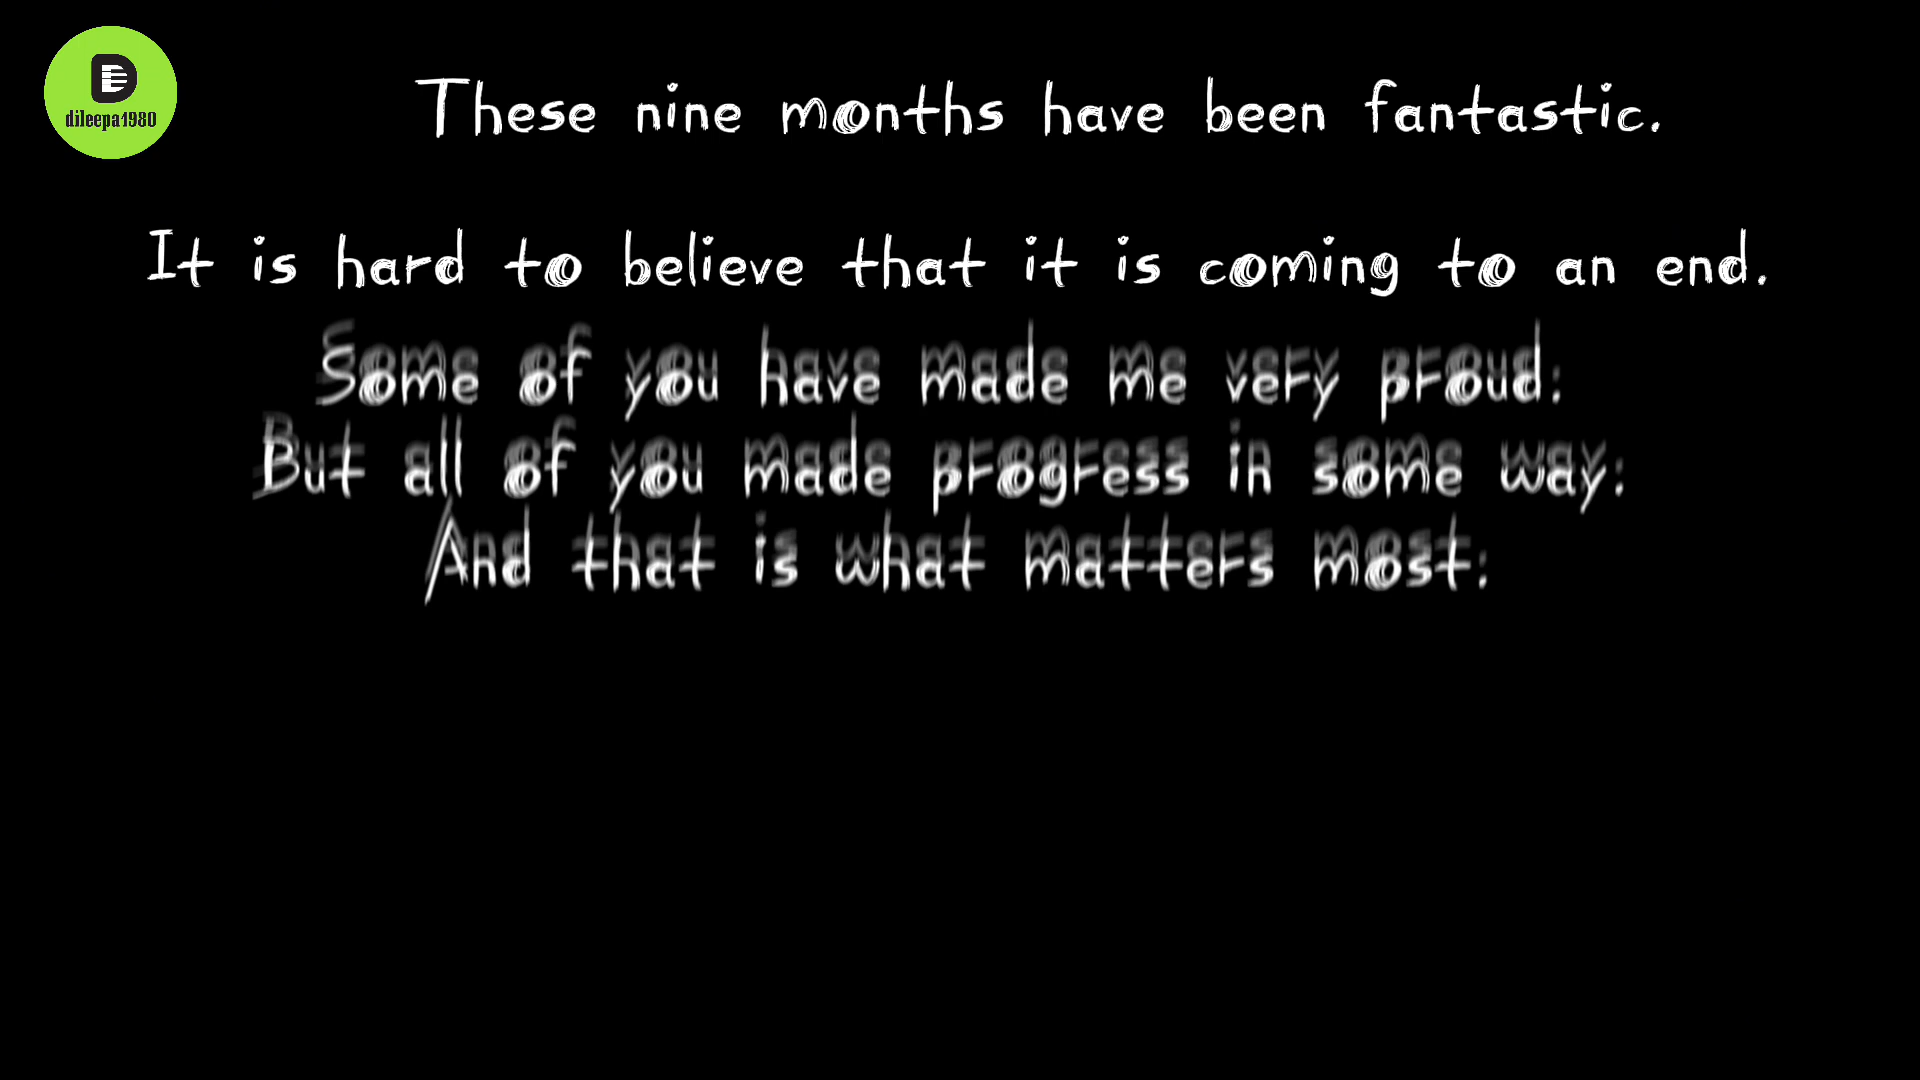 dileepa1980
These nine months have been fantastic.
It is hard to believe that it is coming to an end.
Some of you have made me very proud.
But all of you made progress in some way.
And that is what matters most.